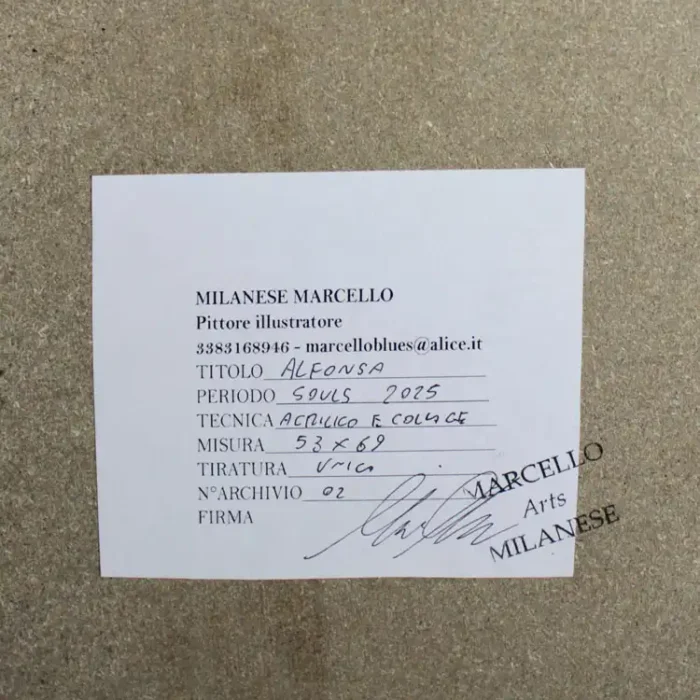 MILANESE MARCELLO
Pittore illustratore
3383168946 - marcelloblues@alice.it
TITOLO ALFONSA
PERIODO SOULS 2025
TECNICA ACRILICO E COLLAGE
MISURA 53 x 69
TIRATURA UNICA
N°ARCHIVIO 02
FIRMA
MARCELLO
Arts
MILANESE